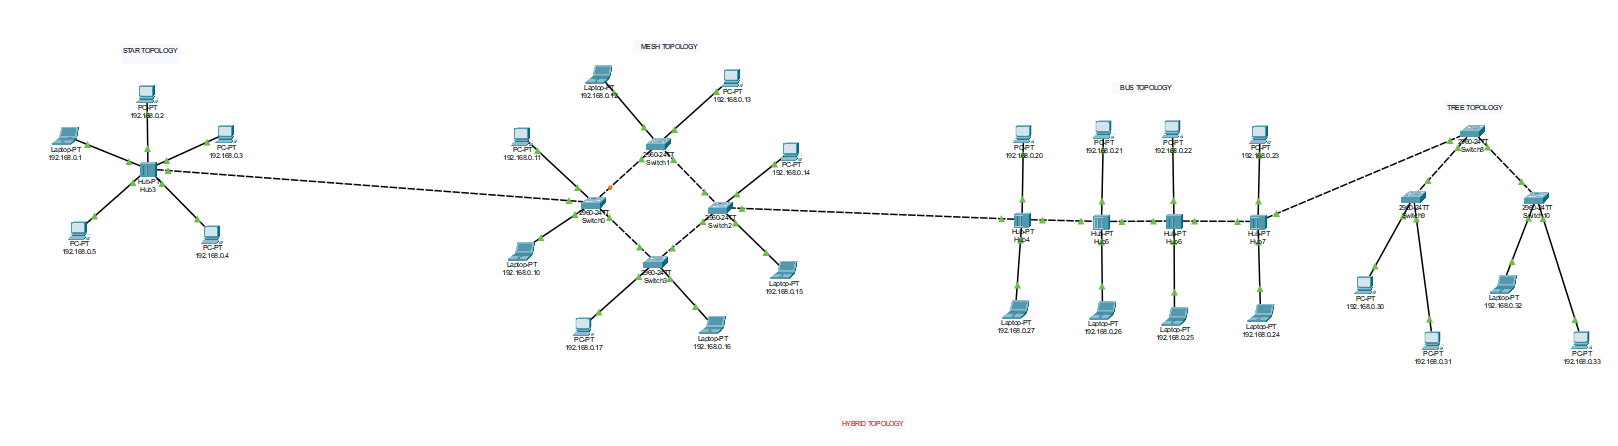 STAR TOPOLOGY
PC-PT
192.168.0.2
Laptop-PT
192.168.0.1
PC-PT
192.168.0.3
Hub-PT
Hub3
PC-PT
192.168.0.5
PC-PT
192.168.0.4
MESH TOPOLOGY
Laptop-PT
192.168.0.12
PC-PT
192.168.0.13
PC-PT
192.168.0.11
2960-24TT
Switch1
PC-PT
192.168.0.14
2960-24TT
Switch0
2960-24TT
Switch2
Laptop-PT
192.168.0.10
2960-24TT
Switch3
Laptop-PT
192.168.0.15
PC-PT
192.168.0.17
Laptop-PT
192.168.0.16
BUS TOPOLOGY
PC-PT
192.168.0.20
PC-PT
192.168.0.21
PC-PT
192.168.0.22
PC-PT
192.168.0.23
Hub-PT
Hub4
Hub-PT
Hub5
Hub-PT
Hub6
Hub-PT
Hub7
Laptop-PT
192.168.0.27
Laptop-PT
192.168.0.26
Laptop-PT
192.168.0.25
Laptop-PT
192.168.0.24
TREE TOPOLOGY
2960-24TT
Switch8
2960-24TT
Switch9
2960-24TT
Switch10
PC-PT
192.168.0.30
Laptop-PT
192.168.0.32
PC-PT
192.168.0.31
PC-PT
192.168.0.33
HYBRID TOPOLOGY